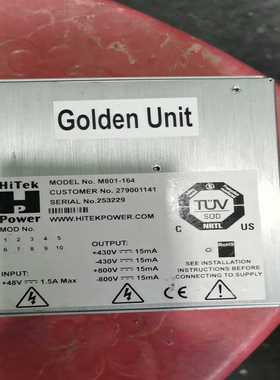 Golden Unit
HiTek
H
P
Power
MODEL No. M801-164
CUSTOMER No. 279001141
SERIAL No.253229
WWW.HITEKPOWER.COM
MOD No.
1 2 3 4 5
6 7 8 9 10
INPUT:
+48V 1.5A Max
OUTPUT:
+430V 15mA
-430V 15mA
+800V 15mA
-800V 15mA
TÜV
SÜD
NRTL
C US
RoHS
SEE INSTALLATION
INSTRUCTIONS BEFORE
CONNECTING TO SUPPLY
CE